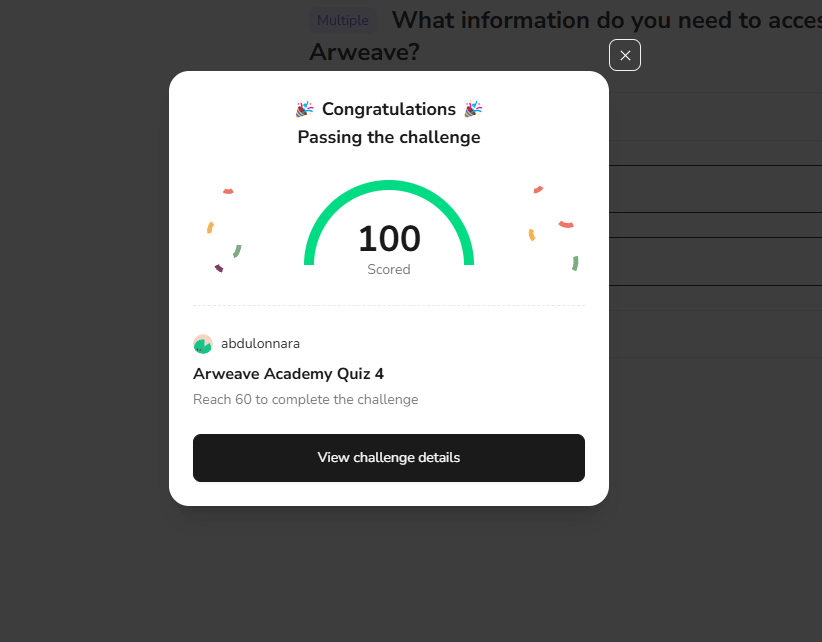 Multiple What information do you need to
Arweave?
Congratulations
Passing the challenge
100
Scored
abdulonnara
Arweave Academy Quiz 4
Reach 60 to complete the challenge
View challenge details